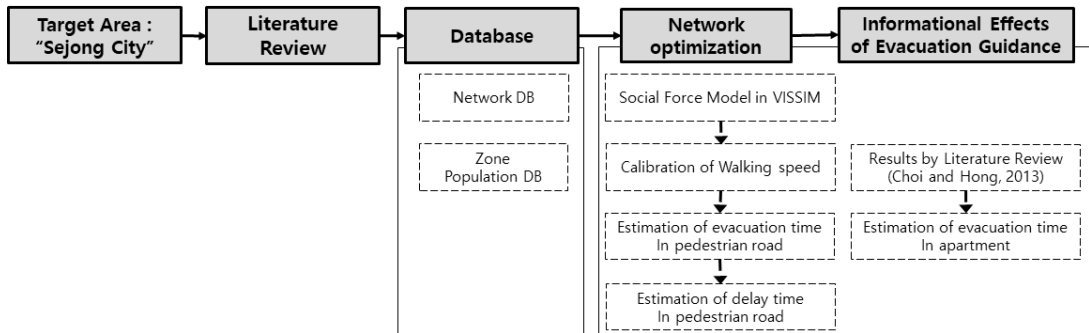 Target Area :
“Sejong City”
Literature
Review
Database
Network
optimization
Informational Effects
of Evacuation Guidance
Network DB
Zone
Population DB
Social Force Model in VISSIM
Calibration of Walking speed
Estimation of evacuation time
In pedestrian road
Estimation of delay time
In pedestrian road
Results by Literature Review
(Choi and Hong, 2013)
Estimation of evacuation time
In apartment